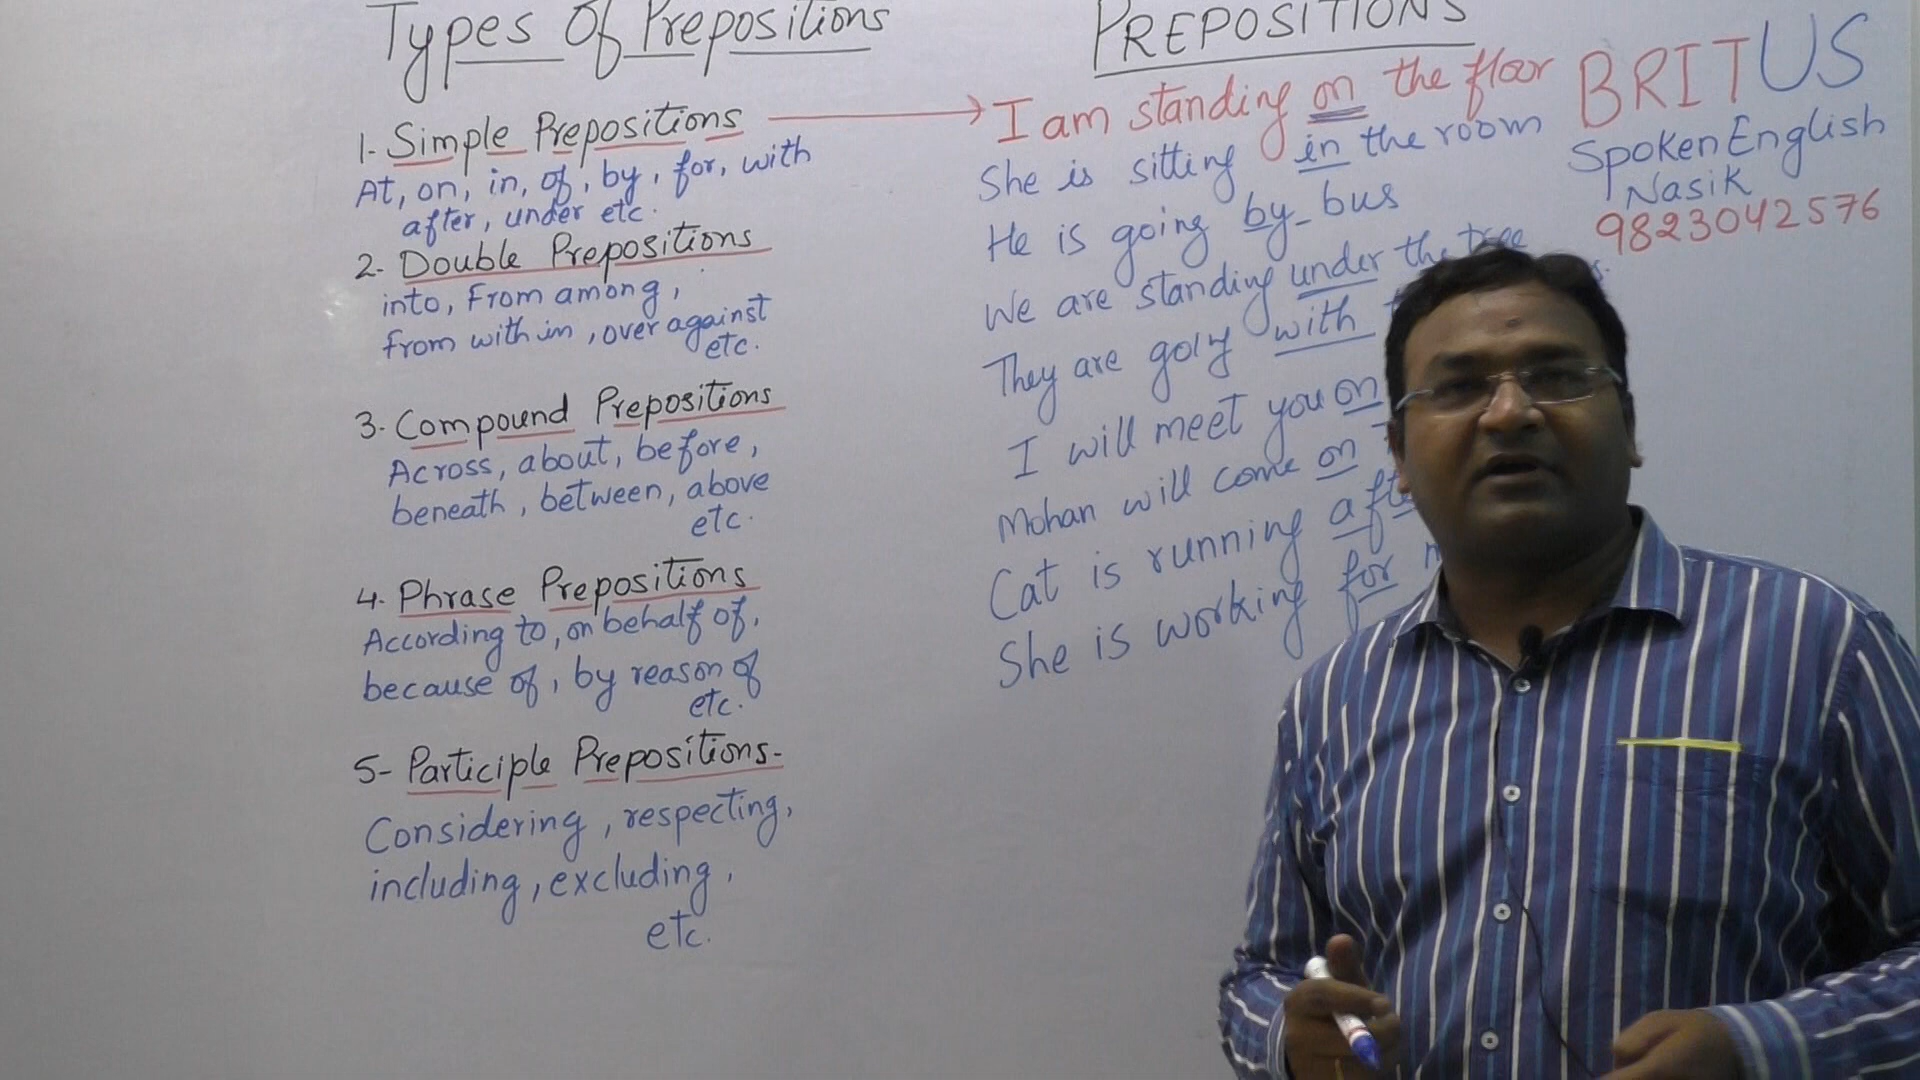 Types Of Prepositions
1- Simple Prepositions
At, on, in, of, by, for, with
after, under etc.
2- Double Prepositions
into, From among,
from with in, over against
etc.
3- Compound Prepositions
Across, about, before,
beneath, between, above
etc.
4- Phrase Prepositions
According to, on behalf of,
because of, by reason of
etc.
5- Participle Prepositions-
Considering, respecting,
including, excluding,
etc.
PREPOSITIONS
I am standing on the floor
She is sitting in the room
He is going by bus
We are standing under the tree
They are going with
I will meet you on
Mohan will come on
Cat is running
She is working for
BRITUS
Spoken English
Nasik
9823042576